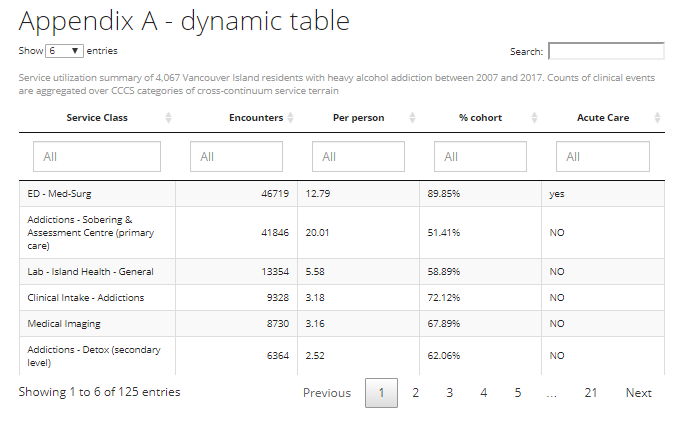 Appendix A - dynamic table
Show 6 entries Search:
Service utilization summary of 4,067 Vancouver Island residents with heavy alcohol addiction between 2007 and 2017. Counts of clinical events
are aggregated over CCCS categories of cross-continuum service terrain
Service Class Encounters Per person % cohort Acute Care
All All All All All
ED - Med-Surg 46719 12.79 89.85% yes
Addictions - Sobering &
Assessment Centre (primary
care) 41846 20.01 51.41% NO
Lab - Island Health - General 13354 5.58 58.89% NO
Clinical Intake - Addictions 9328 3.18 72.12% NO
Medical Imaging 8730 3.16 67.89% NO
Addictions - Detox (secondary
level) 6364 2.52 62.06% NO
Showing 1 to 6 of 125 entries Previous 1 2 3 4 5 ... 21 Next